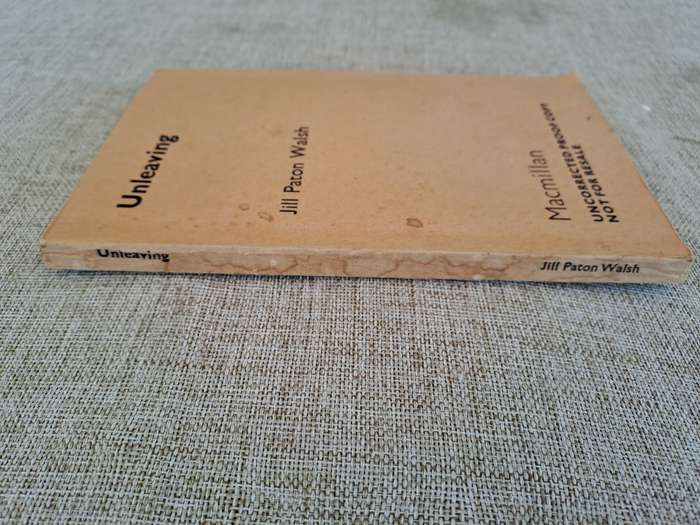 Unleaving
Jill Paton Walsh
Macmillan
UNCORRECTED PROOF COPY
NOT FOR RESALE
Unleaving
Jill Paton Walsh